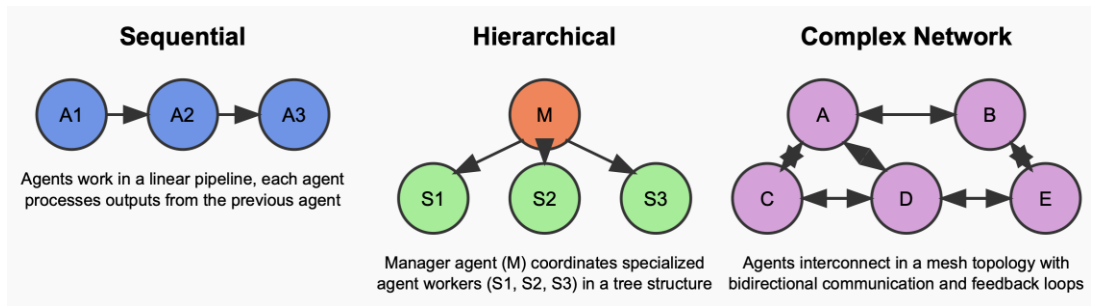 Sequential
A1
A2
A3
Agents work in a linear pipeline, each agent
processes outputs from the previous agent
Hierarchical
M
S1
S2
S3
Manager agent (M) coordinates specialized
agent workers (S1, S2, S3) in a tree structure
Complex Network
A
B
C
D
E
Agents interconnect in a mesh topology with
bidirectional communication and feedback loops